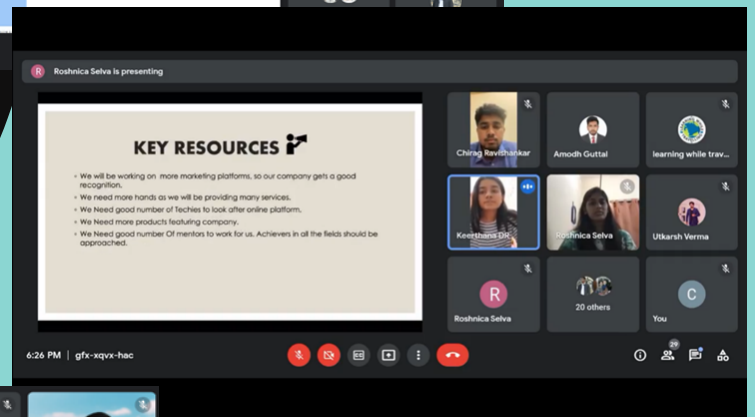 R Roshnica Selva is presenting
KEY RESOURCES
We will be working on more marketing platforms, so our company gets a good
recognition.
We need more hands as we will be providing many services.
We Need good number of Techies to look after online platform.
We Need more products featuring company.
We Need good number Of mentors to work for us. Achievers in all the fields should be
approached.
Chirag Ravishankar
Amodh Guttal
learning while trav...
Keerthana DR
Roshnica Selva
Utkarsh Verma
R
Roshnica Selva
20 others
C
You
6:26 PM | gfx-xqvx-hac
29